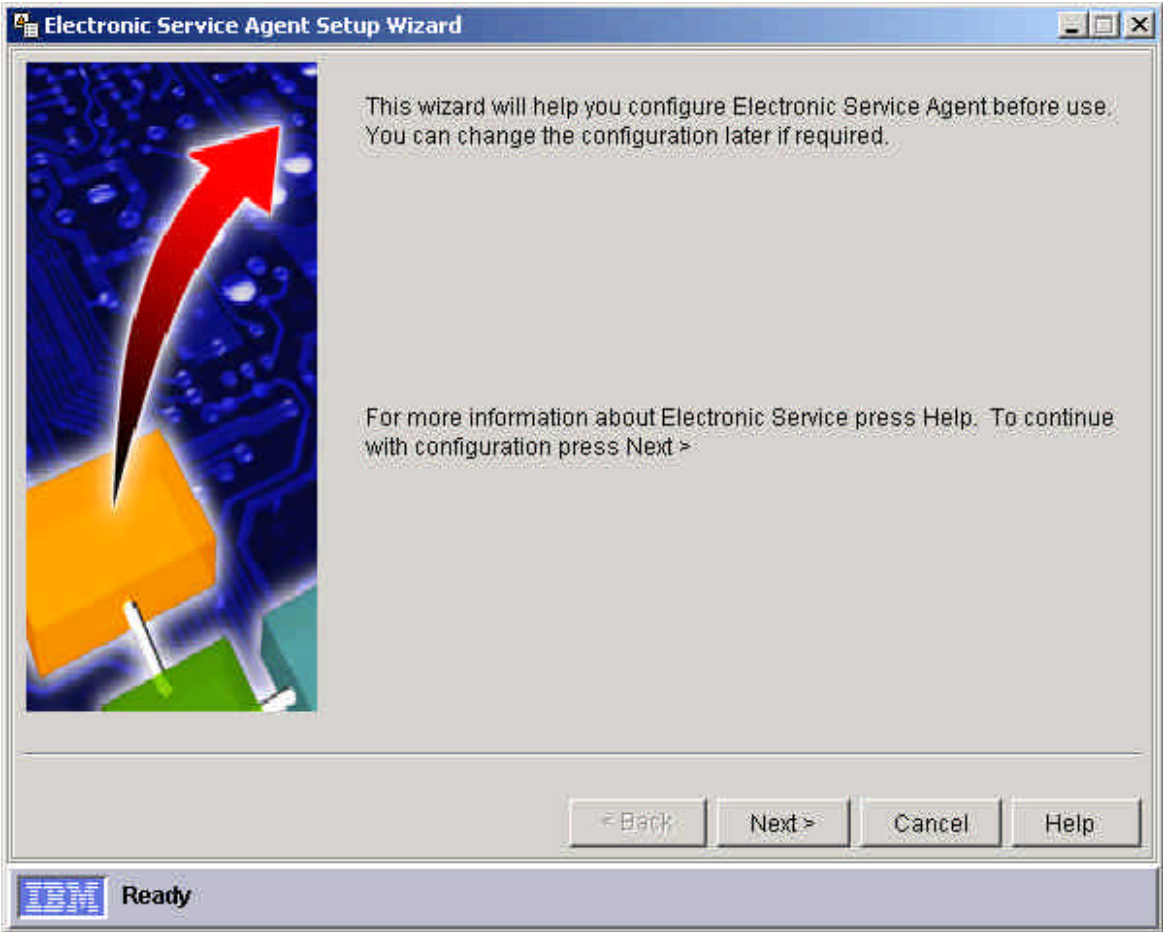 Electronic Service Agent Setup Wizard
This wizard will help you configure Electronic Service Agent before use.
You can change the configuration later if required.
For more information about Electronic Service press Help.  To continue
with configuration press Next >
< Back
Next >
Cancel
Help
IBM
Ready